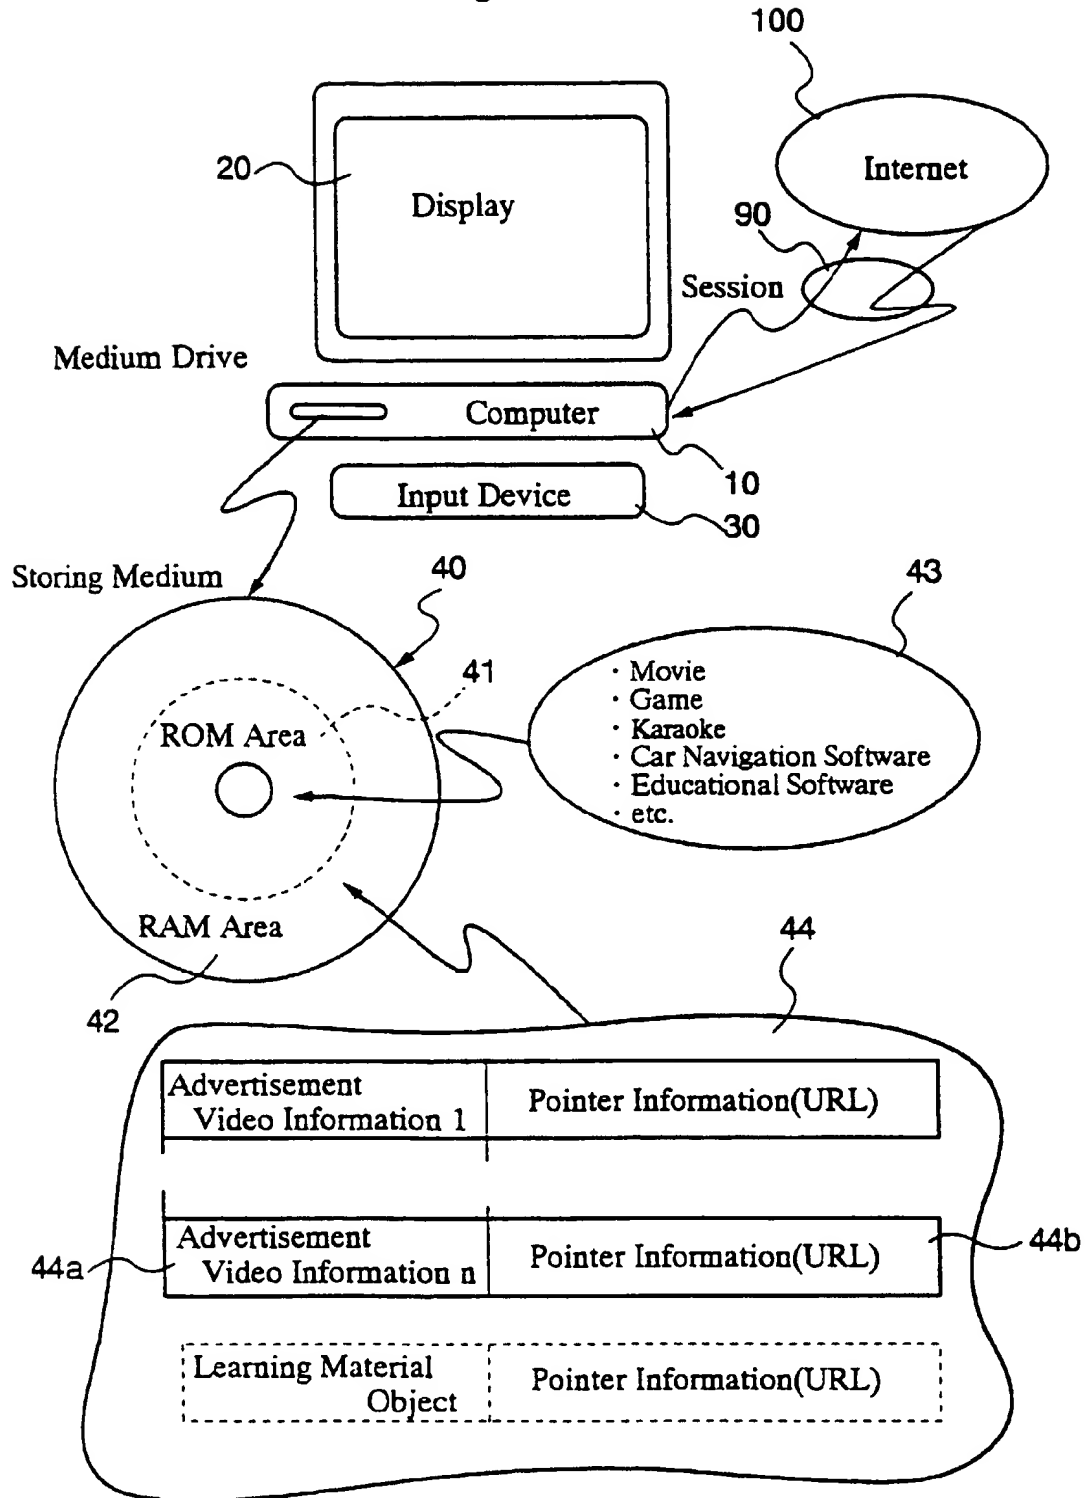 100
20
Display
Internet
90
Session
Medium Drive
Computer
10
Input Device
30
Storing Medium
40
43
41
ROM Area
· Movie
· Game
· Karaoke
· Car Navigation Software
· Educational Software
· etc.
RAM Area
42
44
Advertisement
Video Information 1
Pointer Information(URL)
Advertisement
Video Information n
Pointer Information(URL)
44a
44b
Learning Material
Object
Pointer Information(URL)